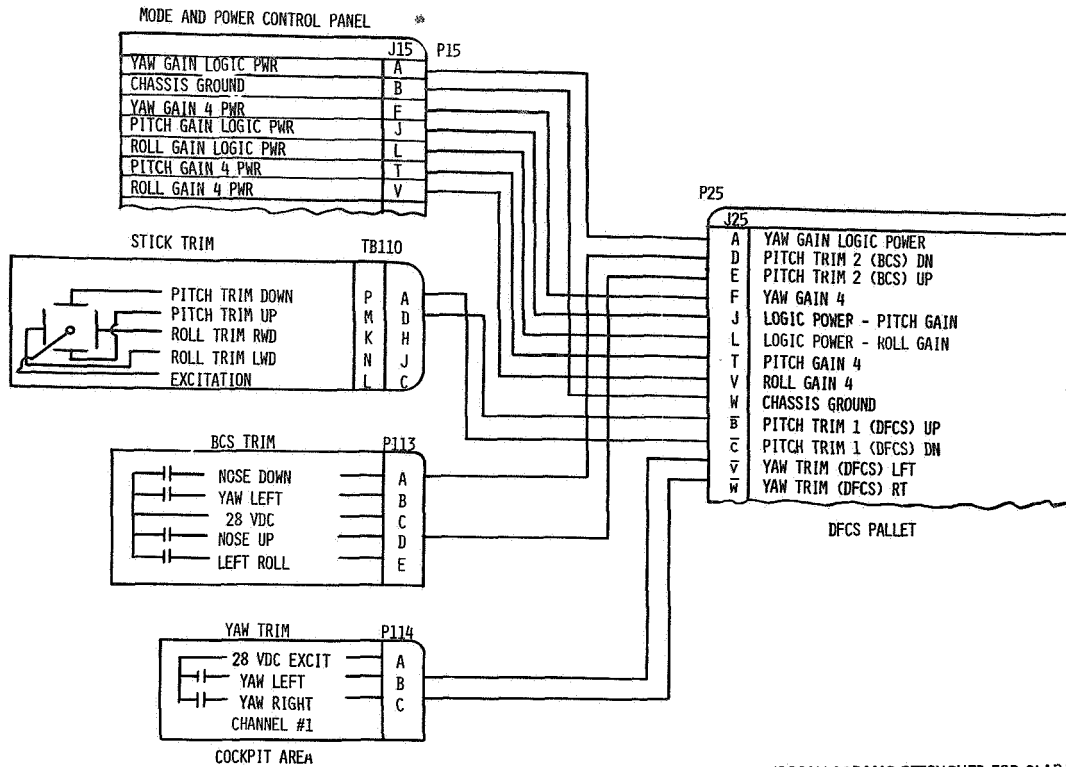 MODE AND POWER CONTROL PANEL *
J15 P15
YAW GAIN LOGIC PWR A
CHASSIS GROUND B
YAW GAIN 4 PWR F
PITCH GAIN LOGIC PWR J
ROLL GAIN LOGIC PWR L
PITCH GAIN 4 PWR T
ROLL GAIN 4 PWR V
STICK TRIM TB110
PITCH TRIM DOWN P A
PITCH TRIM UP M D
ROLL TRIM RWD K H
ROLL TRIM LWD N J
EXCITATION L C
BCS TRIM P113
NOSE DOWN A
YAW LEFT B
28 VDC C
NOSE UP D
LEFT ROLL E
YAW TRIM P114
28 VDC EXCIT A
YAW LEFT B
YAW RIGHT C
CHANNEL #1
COCKPIT AREA
P25
J25
A YAW GAIN LOGIC POWER
D PITCH TRIM 2 (BCS) DN
E PITCH TRIM 2 (BCS) UP
F YAW GAIN 4
J LOGIC POWER - PITCH GAIN
L LOGIC POWER - ROLL GAIN
T PITCH GAIN 4
V ROLL GAIN 4
W CHASSIS GROUND
B̅ PITCH TRIM 1 (DFCS) UP
C̅ PITCH TRIM 1 (DFCS) DN
V̅ YAW TRIM (DFCS) LFT
W̅ YAW TRIM (DFCS) RT
DFCS PALLET